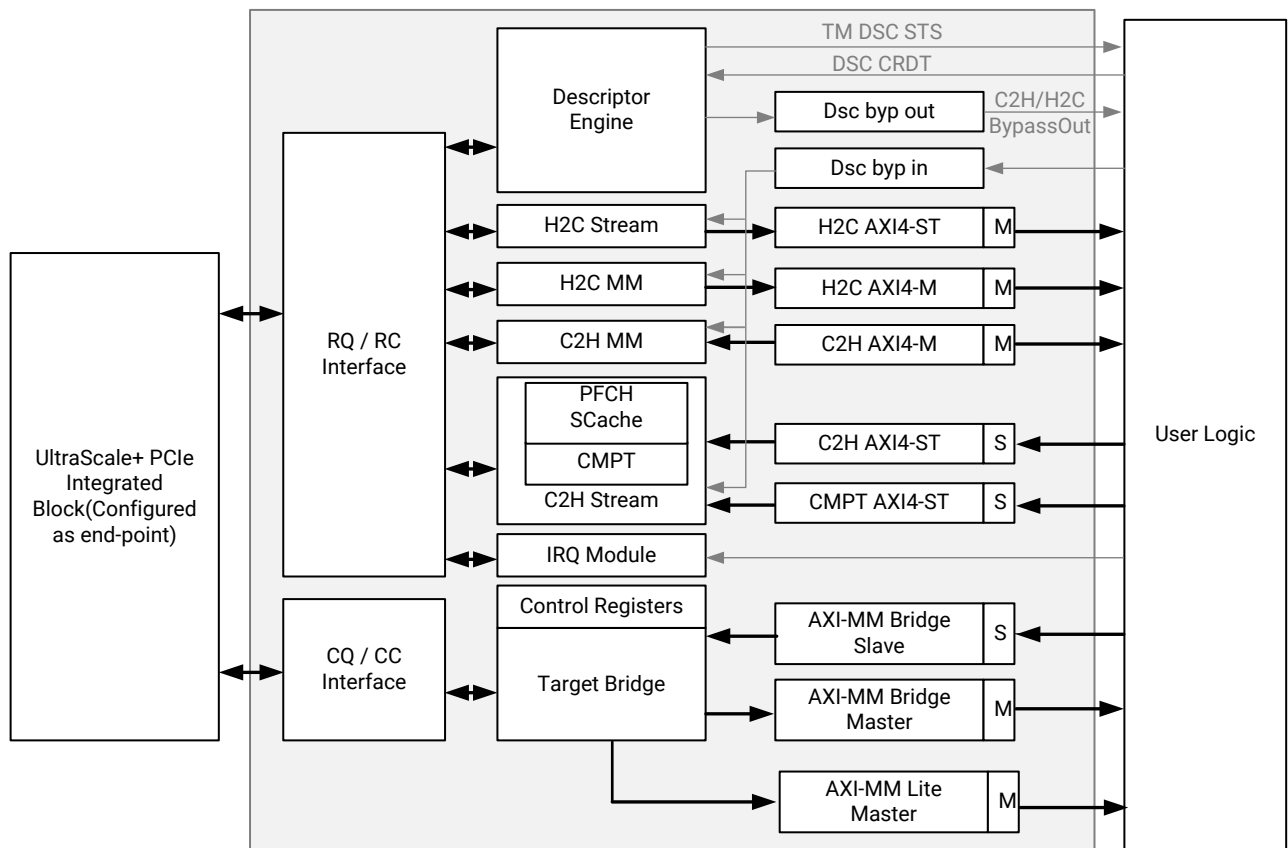 UltraScale+ PCIe
Integrated
Block(Configured
as end-point)
RQ / RC
Interface
CQ / CC
Interface
Descriptor
Engine
H2C Stream
H2C MM
C2H MM
PFCH
SCache
CMPT
C2H Stream
IRQ Module
Control Registers
Target Bridge
TM DSC STS
DSC CRDT
Dsc byp out
C2H/H2C
BypassOut
Dsc byp in
H2C AXI4-ST
M
H2C AXI4-M
M
C2H AXI4-M
M
C2H AXI4-ST
S
CMPT AXI4-ST
S
AXI-MM Bridge
Slave
S
AXI-MM Bridge
Master
M
AXI-MM Lite
Master
M
User Logic